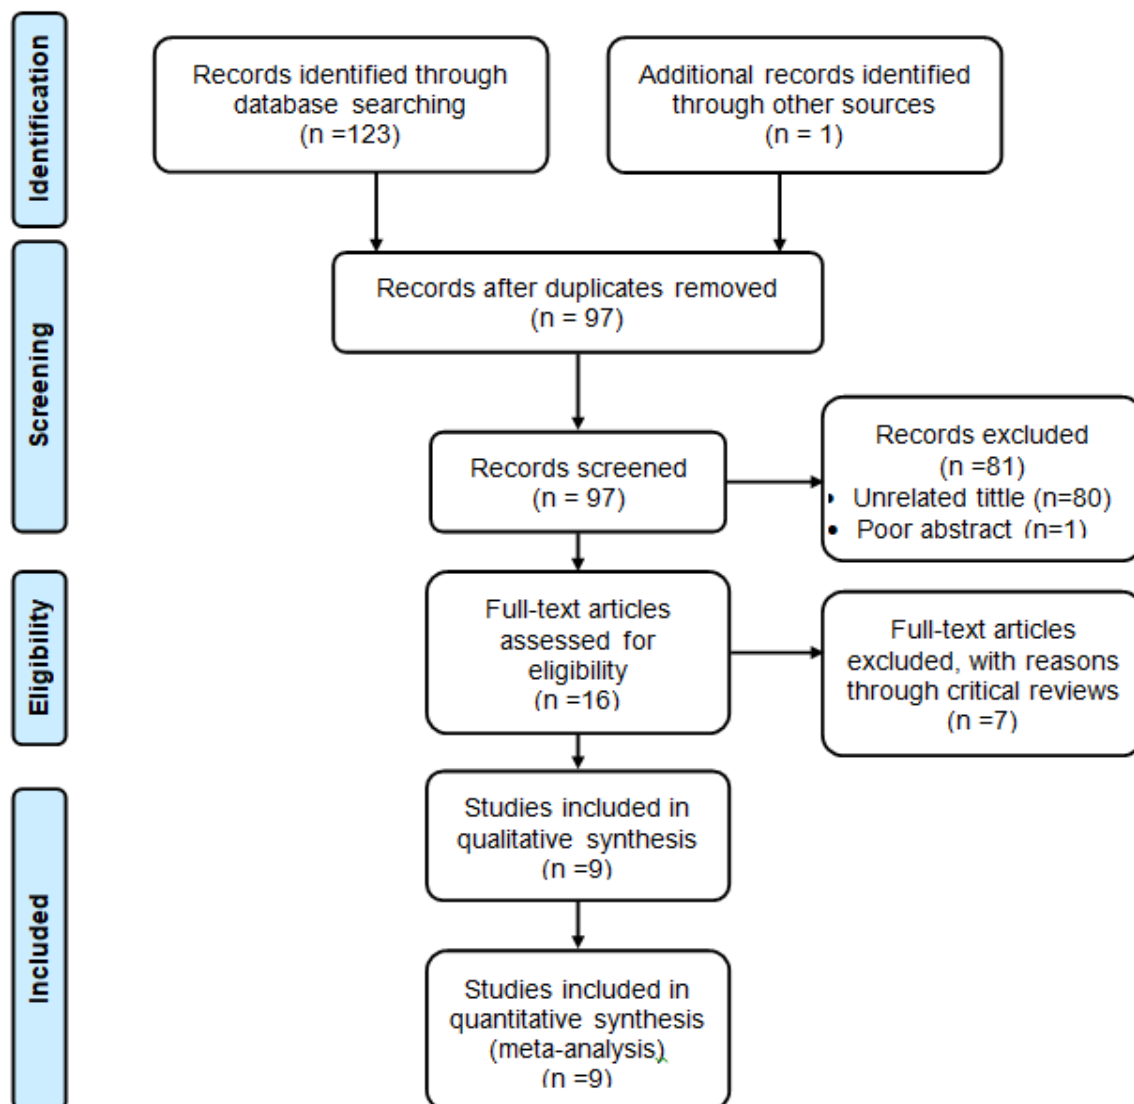 Identification
Records identified through
database searching
(n =123)
Additional records identified
through other sources
(n = 1)
Screening
Records after duplicates removed
(n = 97)
Records screened
(n = 97)
Records excluded
(n =81)
• Unrelated tittle (n=80)
• Poor abstract (n=1)
Eligibility
Full-text articles
assessed for
eligibility
(n =16)
Full-text articles
excluded, with reasons
through critical reviews
(n =7)
Included
Studies included in
qualitative synthesis
(n =9)
Studies included in
quantitative synthesis
(meta-analysis)
(n =9)